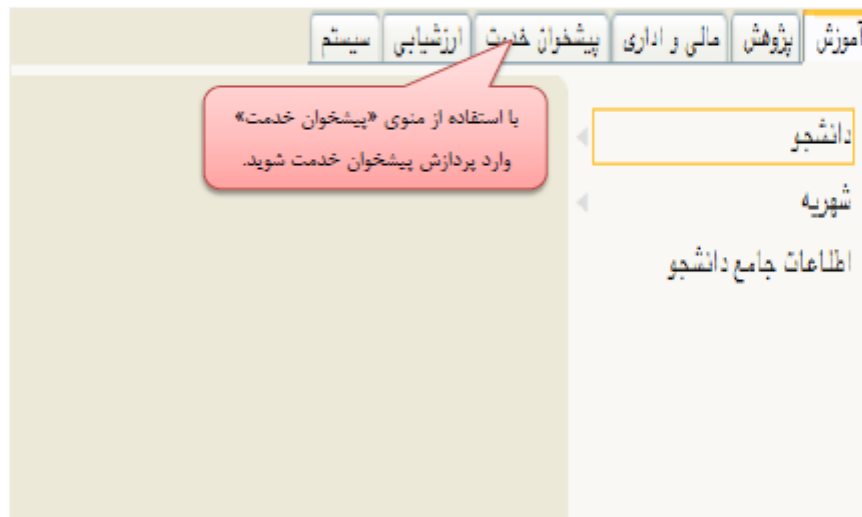 آموزش پژوهش مالی و اداری پیشخوان خدمت ارزشیابی سیستم
با استفاده از منوی «پیشخوان خدمت»
وارد پردازش پیشخوان خدمت شوید.
دانشجو
شهریه
اطلاعات جامع دانشجو